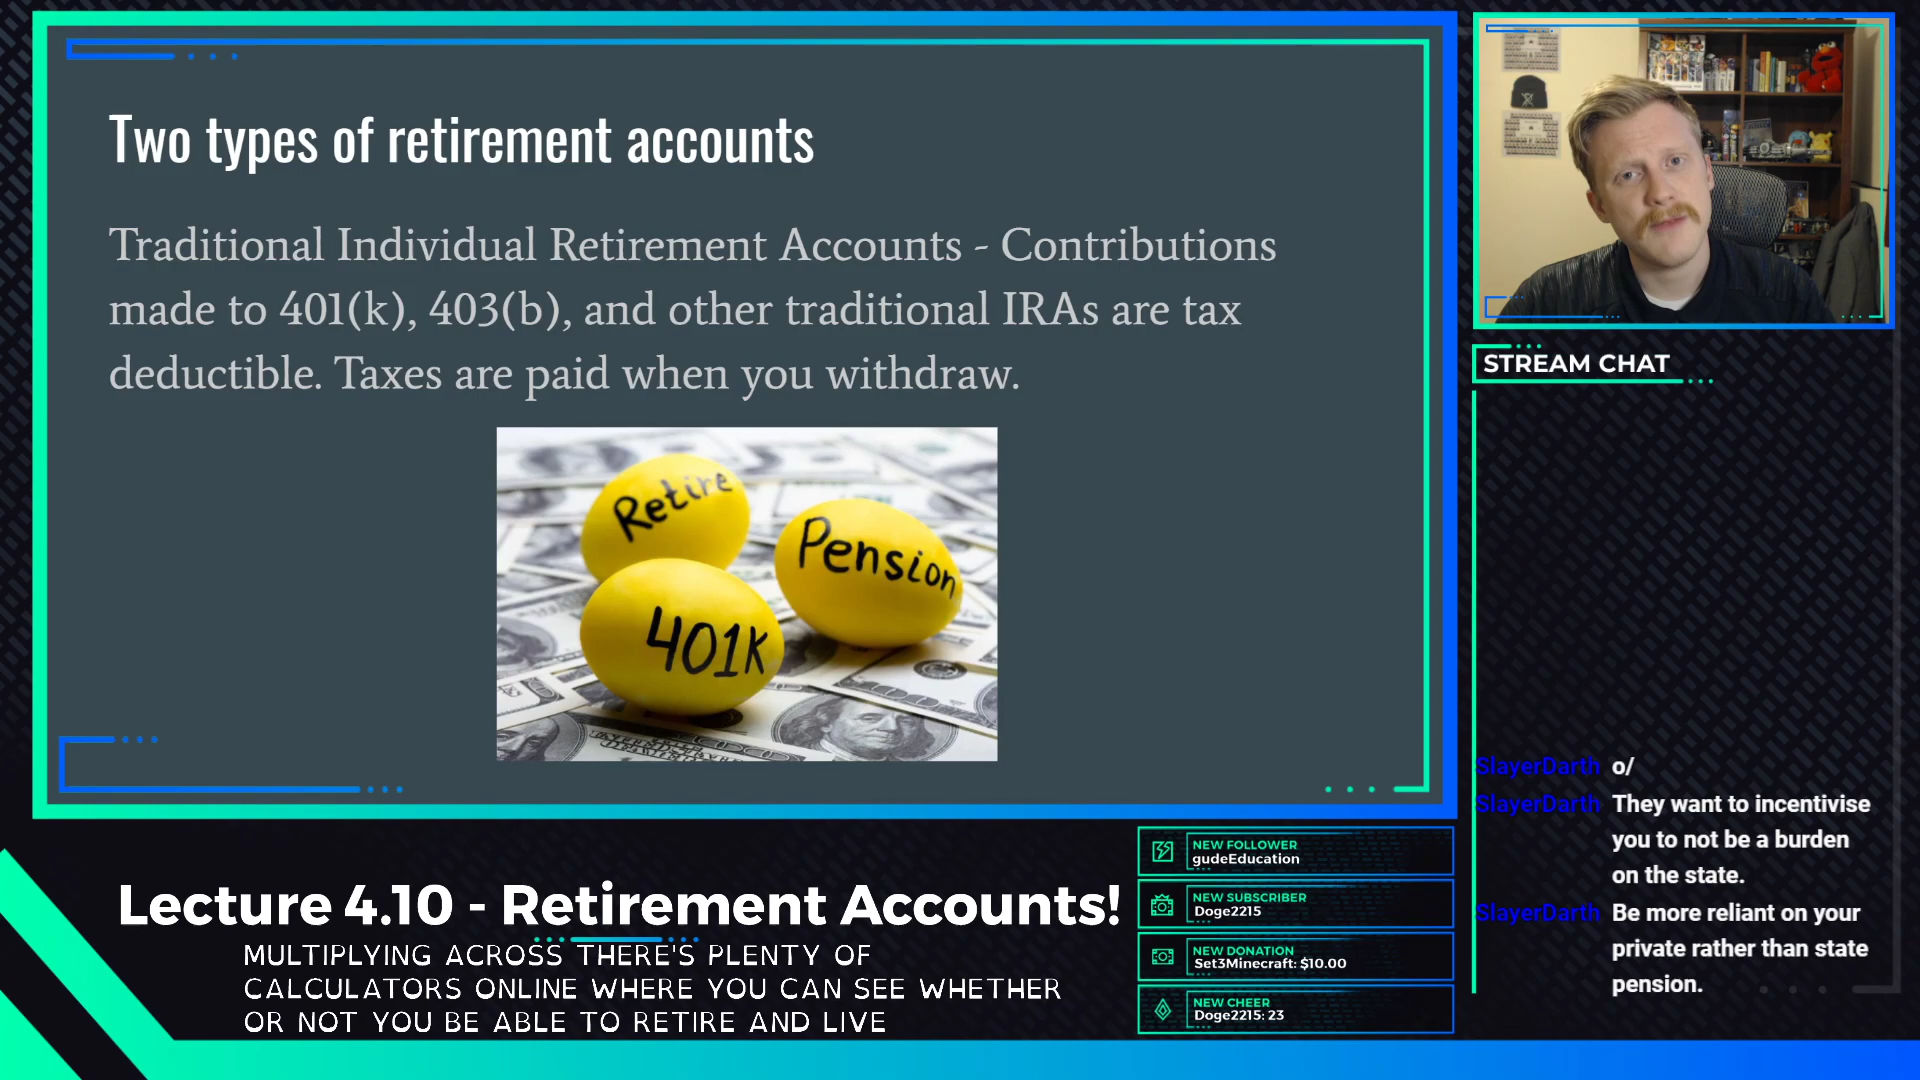 Two types of retirement accounts
Traditional Individual Retirement Accounts - Contributions
made to 401(k), 403(b), and other traditional IRAs are tax
deductible. Taxes are paid when you withdraw.
Retire
Pension
401K
STREAM CHAT
SlayerDarth o/
SlayerDarth They want to incentivise
you to not be a burden
on the state.
SlayerDarth Be more reliant on your
private rather than state
pension.
Lecture 4.10 - Retirement Accounts!
MULTIPLYING ACROSS THERE'S PLENTY OF
CALCULATORS ONLINE WHERE YOU CAN SEE WHETHER
OR NOT YOU BE ABLE TO RETIRE AND LIVE
NEW FOLLOWER
gudeEducation
NEW SUBSCRIBER
Doge2215
NEW DONATION
Set3Minecraft: $10.00
NEW CHEER
Doge2215: 23